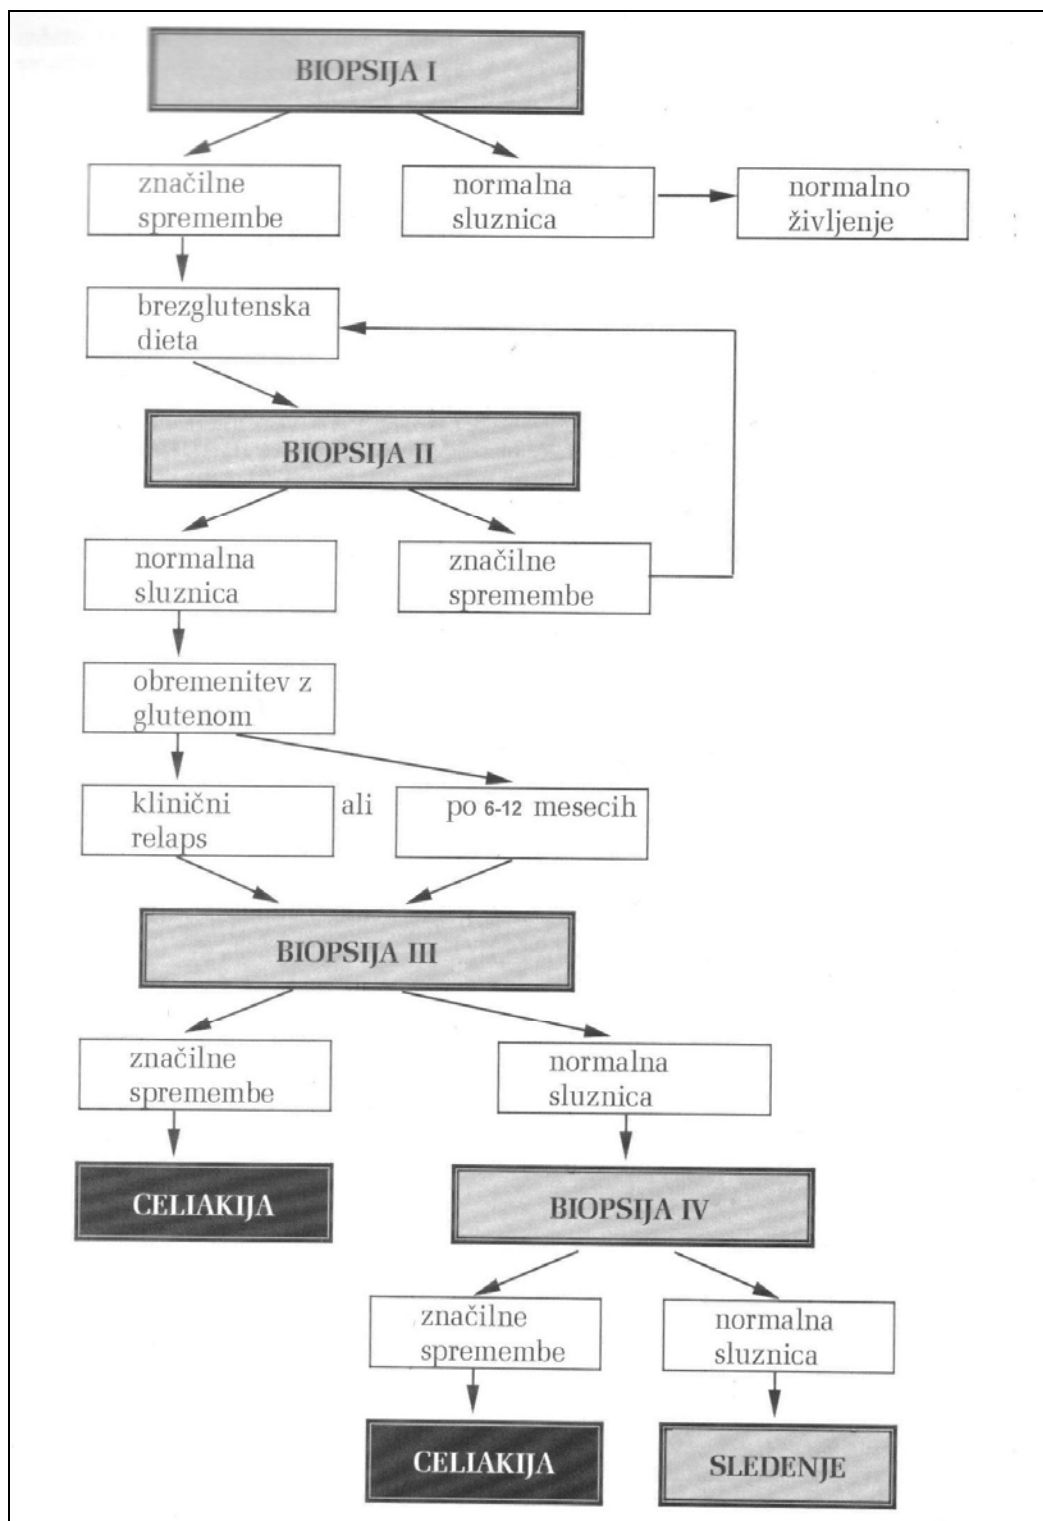 BIOPSIJA I
značilne
spremembe
normalna
sluznica
normalno
življenje
brezglutenska
dieta
BIOPSIJA II
normalna
sluznica
značilne
spremembe
obremenitev z
glutenom
klinični
relaps
ali
po 6-12 mesecih
BIOPSIJA III
značilne
spremembe
normalna
sluznica
CELIAKIJA
BIOPSIJA IV
značilne
spremembe
normalna
sluznica
CELIAKIJA
SLEDENJE